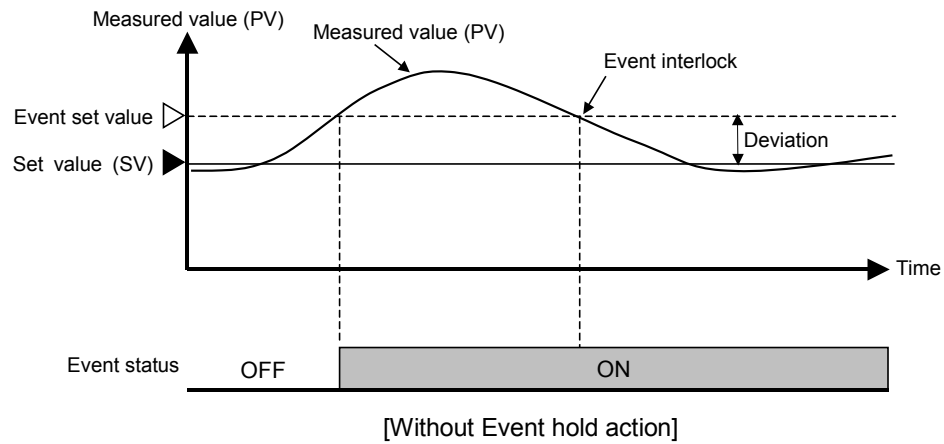 Measured value (PV)
Measured value (PV)
Event interlock
Event set value
Deviation
Set value (SV)
Time
Event status
OFF
ON
[Without Event hold action]